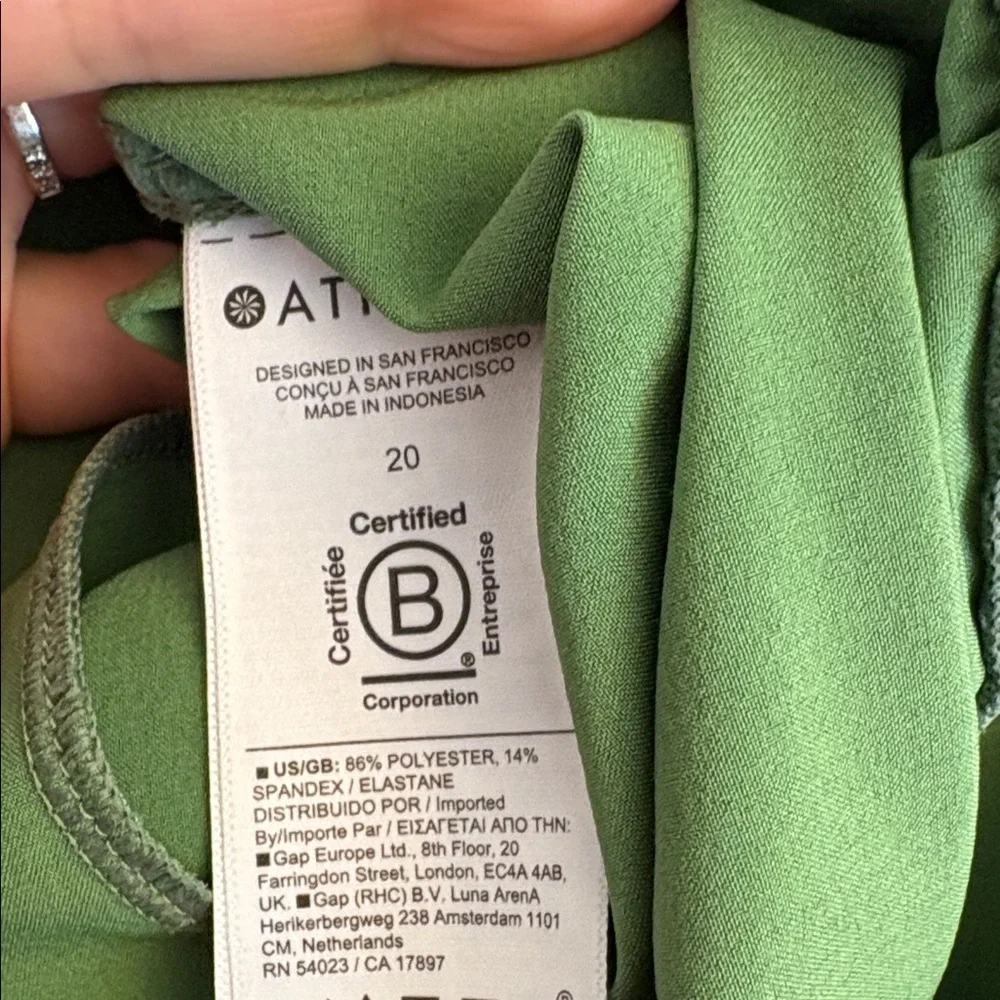 DESIGNED IN SAN FRANCISCO
CONÇU À SAN FRANCISCO
MADE IN INDONESIA
20
Certified
Certifiée
B
Entreprise
®
Corporation
■ US/GB: 86% POLYESTER, 14%
SPANDEX / ELASTANE
DISTRIBUIDO POR / Imported
By/Importe Par / ΕΙΣΑΓΕΤΑΙ ΑΠΟ ΤΗΝ:
■ Gap Europe Ltd., 8th Floor, 20
Farringdon Street, London, EC4A 4AB,
UK. ■ Gap (RHC) B.V. Luna ArenA
Herikerbergweg 238 Amsterdam 1101
CM, Netherlands
RN 54023 / CA 17897